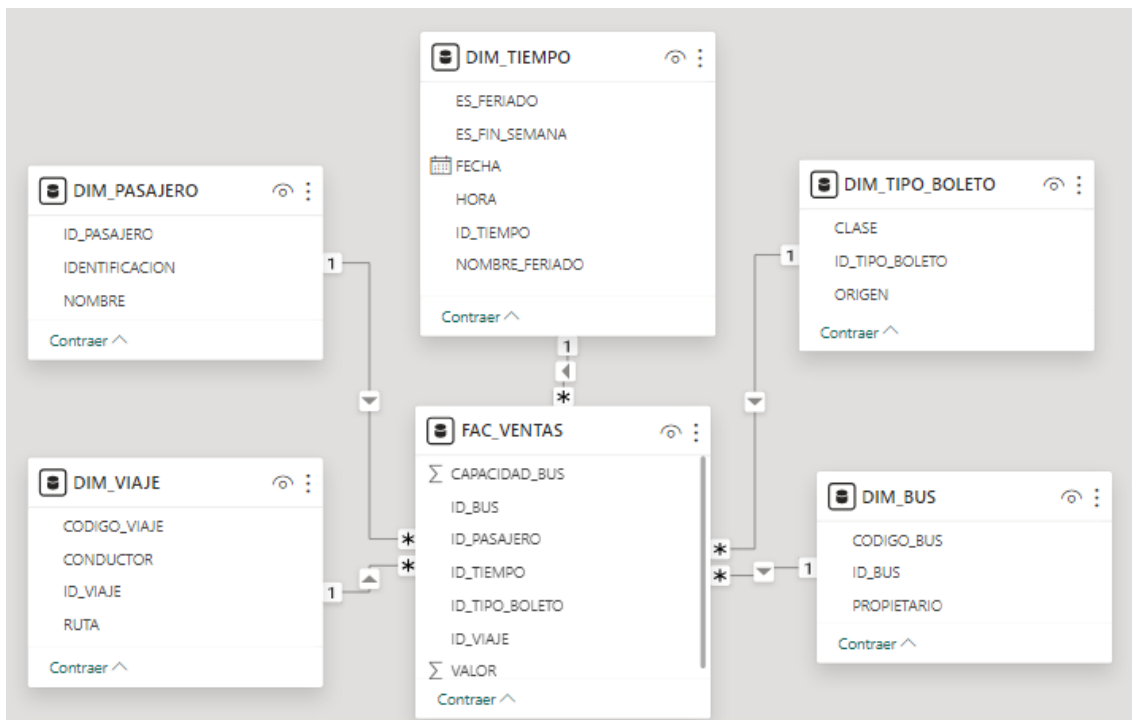 DIM_TIEMPO
ES_FERIADO
ES_FIN_SEMANA
FECHA
HORA
ID_TIEMPO
NOMBRE_FERIADO
Contraer
DIM_PASAJERO
ID_PASAJERO
IDENTIFICACION
NOMBRE
Contraer
1
DIM_TIPO_BOLETO
CLASE
ID_TIPO_BOLETO
ORIGEN
Contraer
1
1
*
FAC_VENTAS
∑ CAPACIDAD_BUS
ID_BUS
ID_PASAJERO
ID_TIEMPO
ID_TIPO_BOLETO
ID_VIAJE
∑ VALOR
Contraer
*
*
*
*
DIM_VIAJE
CODIGO_VIAJE
CONDUCTOR
ID_VIAJE
RUTA
Contraer
1
DIM_BUS
CODIGO_BUS
ID_BUS
PROPIETARIO
Contraer
1